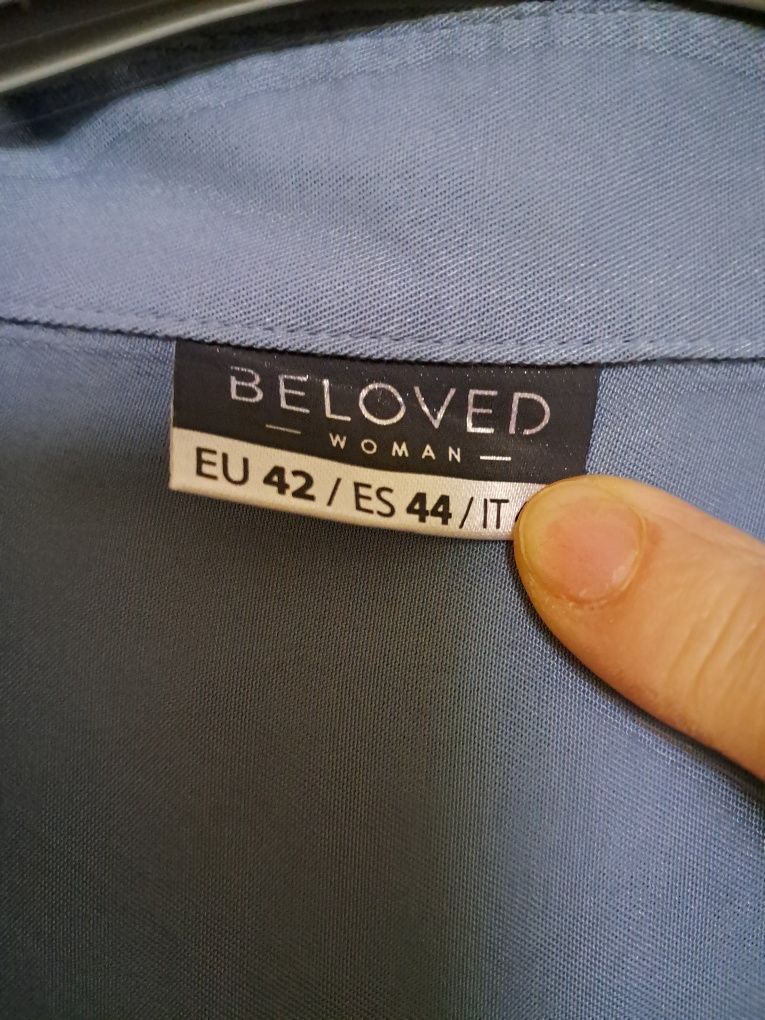 BELOVED
— WOMAN —
EU 42 / ES 44 / IT